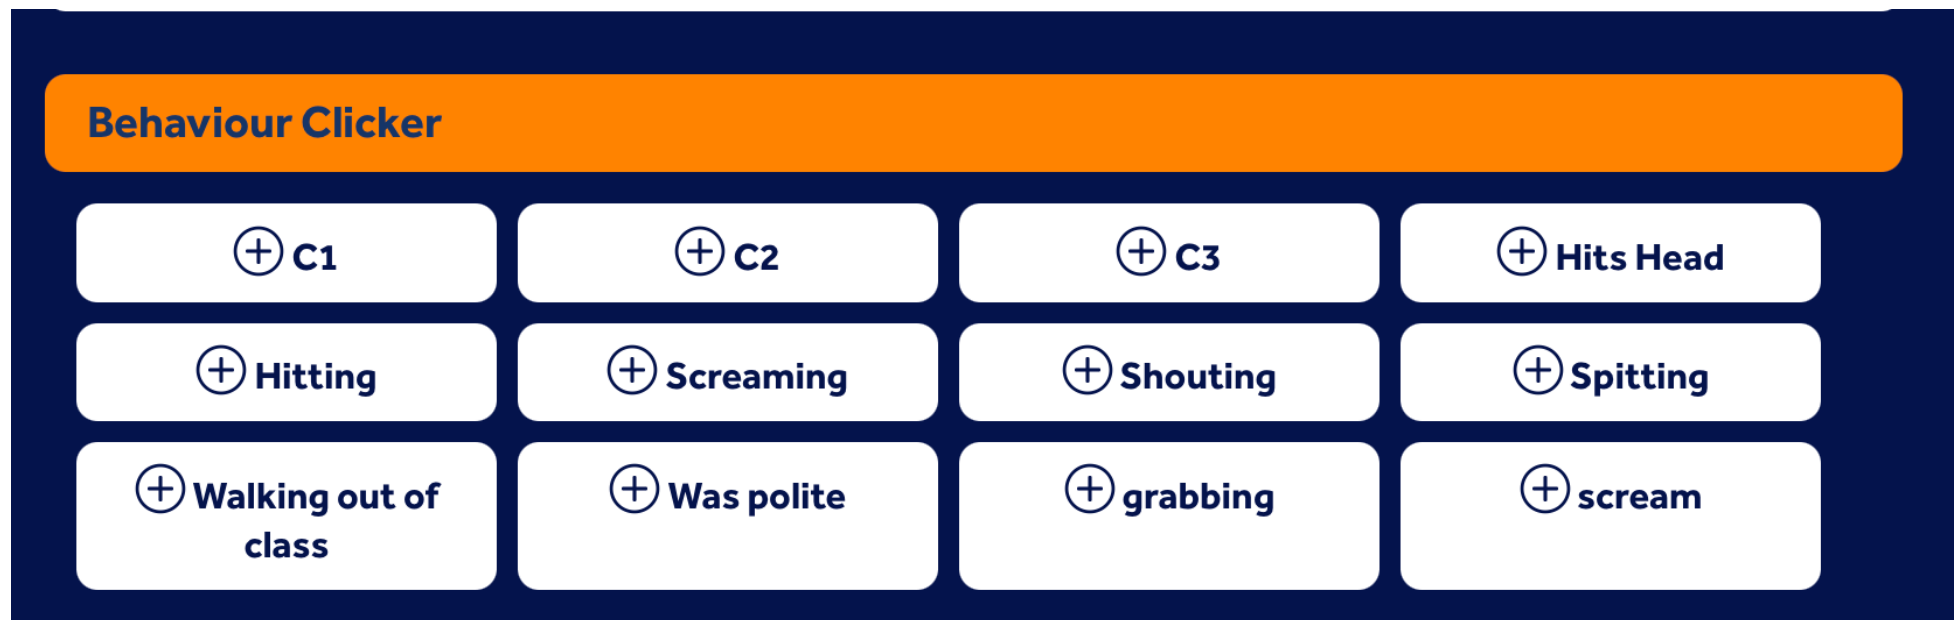 Behaviour Clicker
C1
C2
C3
Hits Head
Hitting
Screaming
Shouting
Spitting
Walking out of
class
Was polite
grabbing
scream